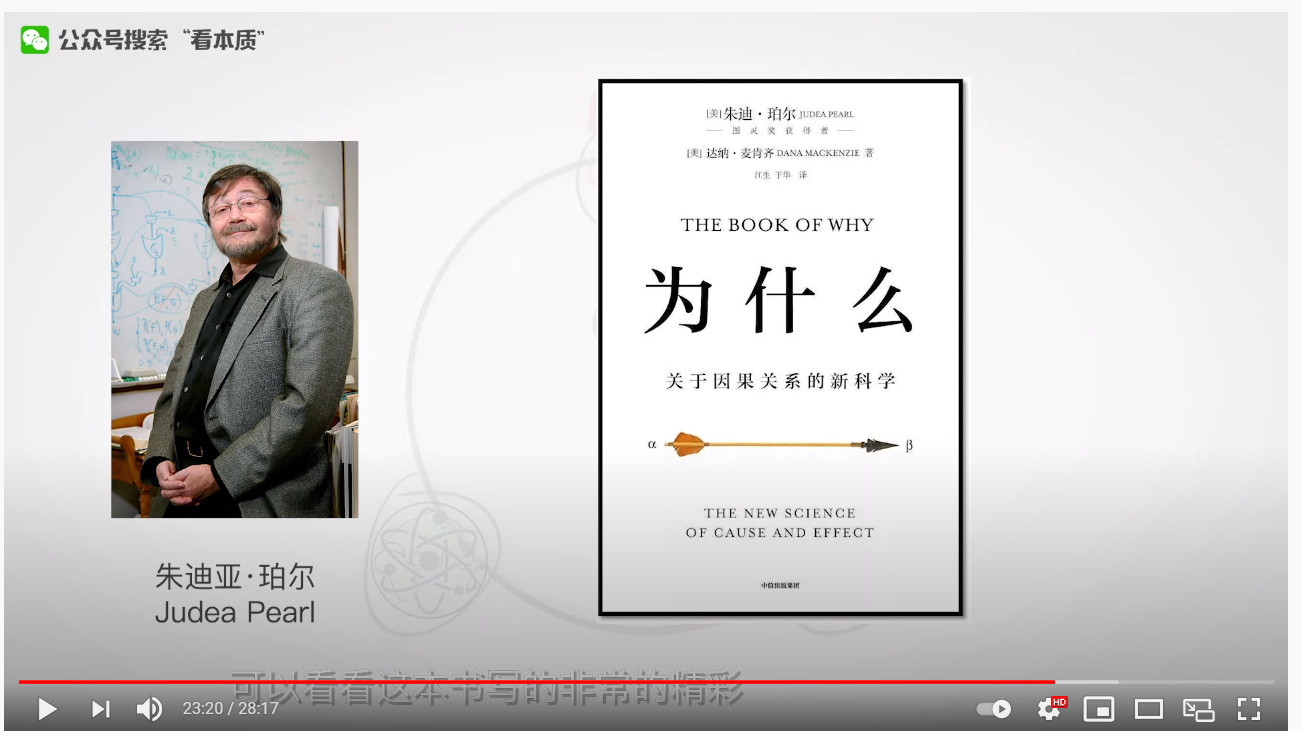 公众号搜索“看本质”
[美]朱迪·珀尔 JUDEA PEARL
图灵奖获得者
[美] 达纳·麦肯齐 DANA MACKENZIE 著
江生 于华 译
THE BOOK OF WHY
为什么
关于因果关系的新科学
α β
THE NEW SCIENCE
OF CAUSE AND EFFECT
中信出版集团
朱迪亚·珀尔
Judea Pearl
可以看看这本书写的非常的精彩
23:20 / 28:17
HD